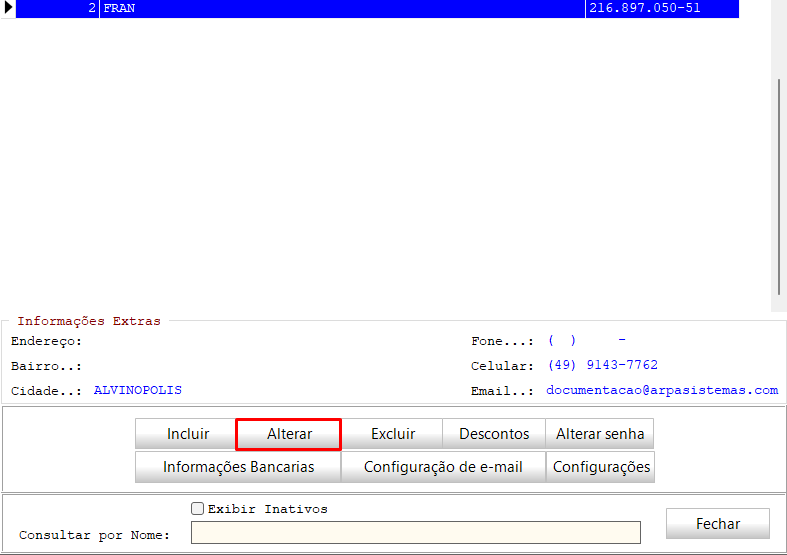 2 FRAN 216.897.050-51
Informações Extras
Endereço: Fone...: (  )     -
Bairro..: Celular: (49) 9143-7762
Cidade..: ALVINOPOLIS Email..: documentacao@arpasistemas.com
Incluir Alterar Excluir Descontos Alterar senha
Informações Bancarias Configuração de e-mail Configurações
Exibir Inativos
Consultar por Nome: Fechar